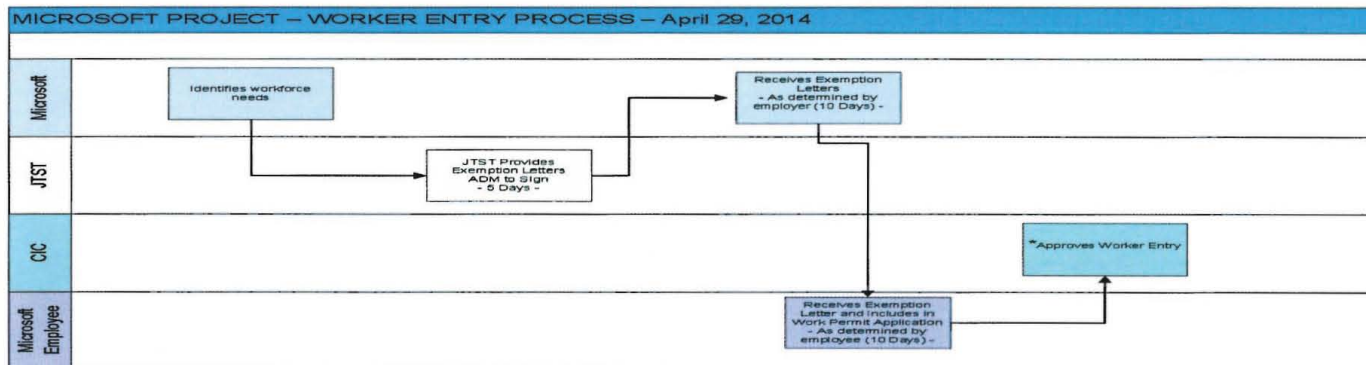 MICROSOFT PROJECT – WORKER ENTRY PROCESS – April 29, 2014
Microsoft
Identifies workforce
needs
Receives Exemption
Letters
- As determined by
employer (10 Days) -
JTST
JTST Provides
Exemption Letters
ADM to Sign
- 5 Days -
CIC
*Approves Worker Entry
Microsoft
Employee
Receives Exemption
Letter and Includes in
Work Permit Application
- As determined by
employee (10 Days) -